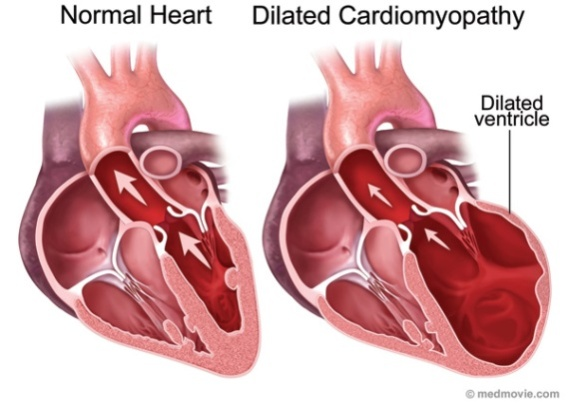 Normal Heart
Dilated Cardiomyopathy
Dilated
ventricle
© medmovie.com